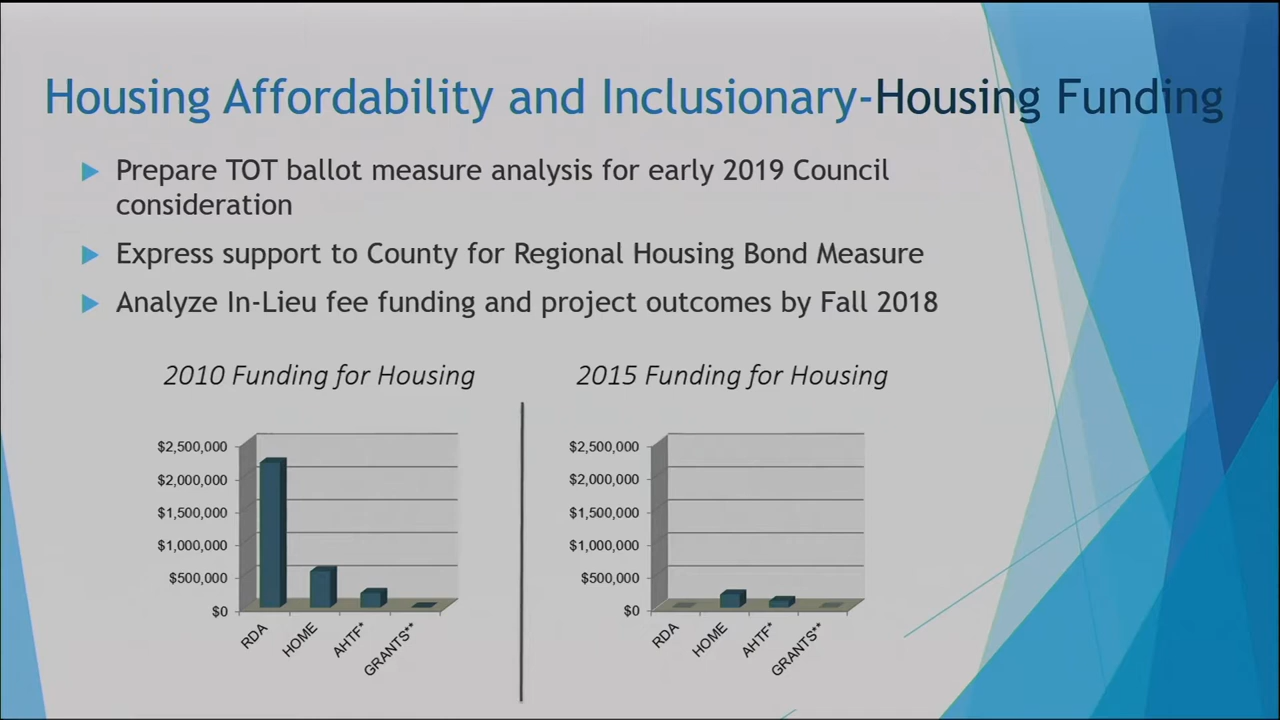 Housing Affordability and Inclusionary-Housing Funding
Prepare TOT ballot measure analysis for early 2019 Council
consideration
Express support to County for Regional Housing Bond Measure
Analyze In-Lieu fee funding and project outcomes by Fall 2018
2010 Funding for Housing
$2,500,000
$2,000,000
$1,500,000
$1,000,000
$500,000
$0
RDA
HOME
AHTF*
GRANTS**
2015 Funding for Housing
$2,500,000
$2,000,000
$1,500,000
$1,000,000
$500,000
$0
RDA
HOME
AHTF*
GRANTS**